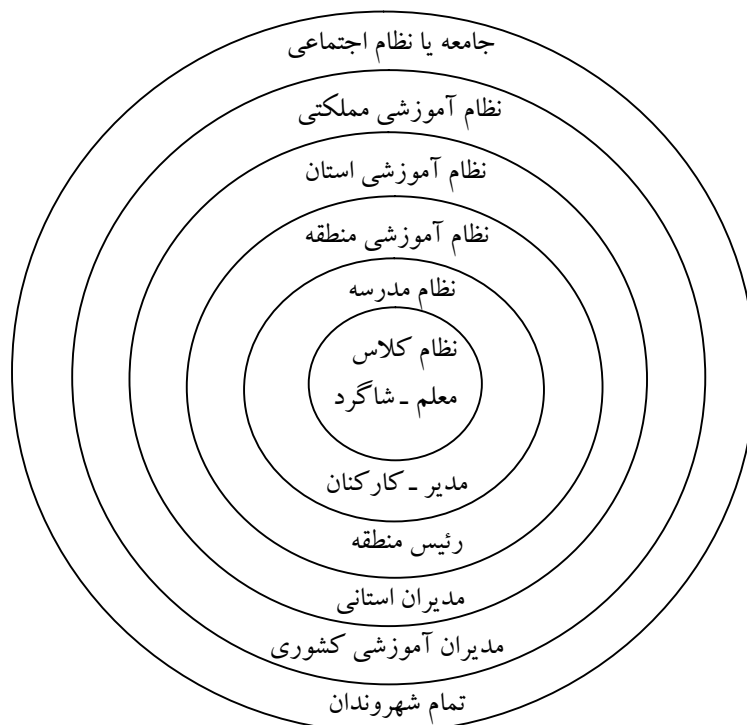 جامعه یا نظام اجتماعی
نظام آموزشی مملکتی
نظام آموزشی استان
نظام آموزشی منطقه
نظام مدرسه
نظام کلاس
معلم ـ شاگرد
مدیر ـ کارکنان
رئیس منطقه
مدیران استانی
مدیران آموزشی کشوری
تمام شهروندان